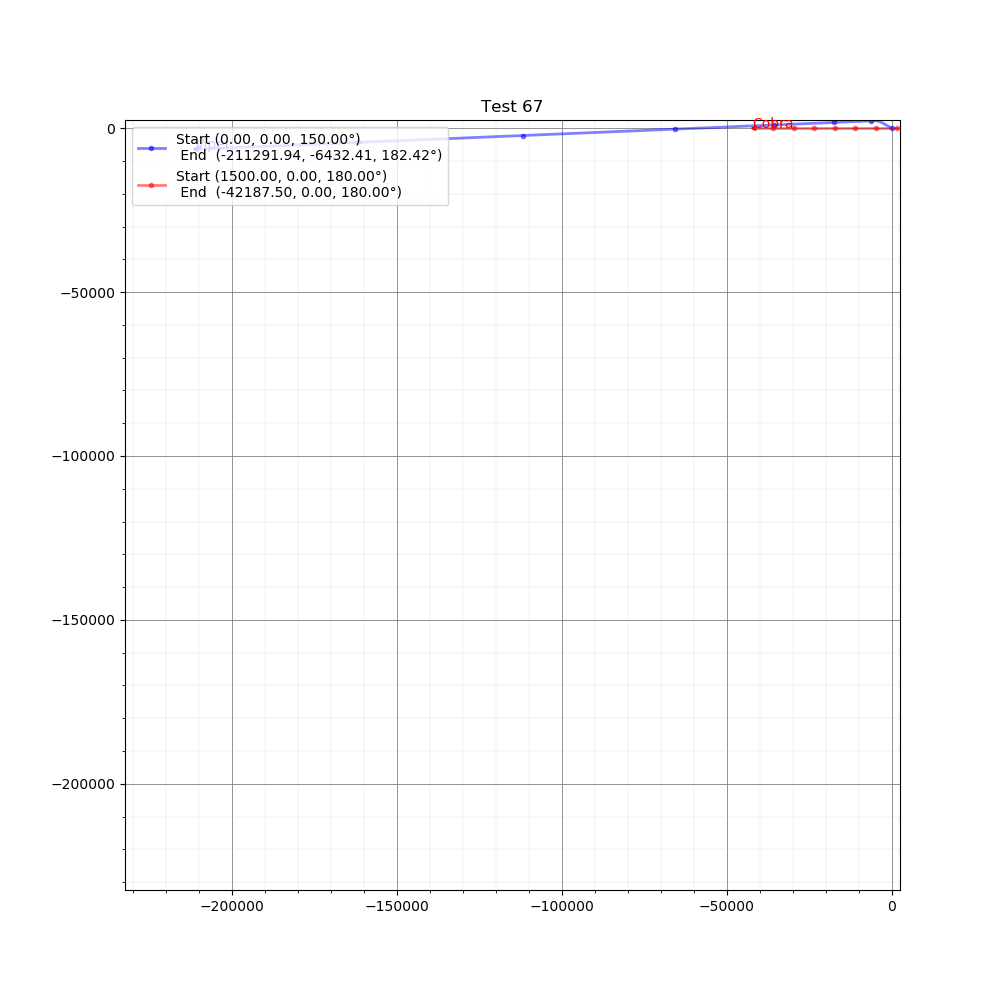 Test 67
Cobra
Start (0.00, 0.00, 150.00°)
End (-211291.94, -6432.41, 182.42°)
Start (1500.00, 0.00, 180.00°)
End (-42187.50, 0.00, 180.00°)
0
−50000
−100000
−150000
−200000
−200000 −150000 −100000 −50000 0